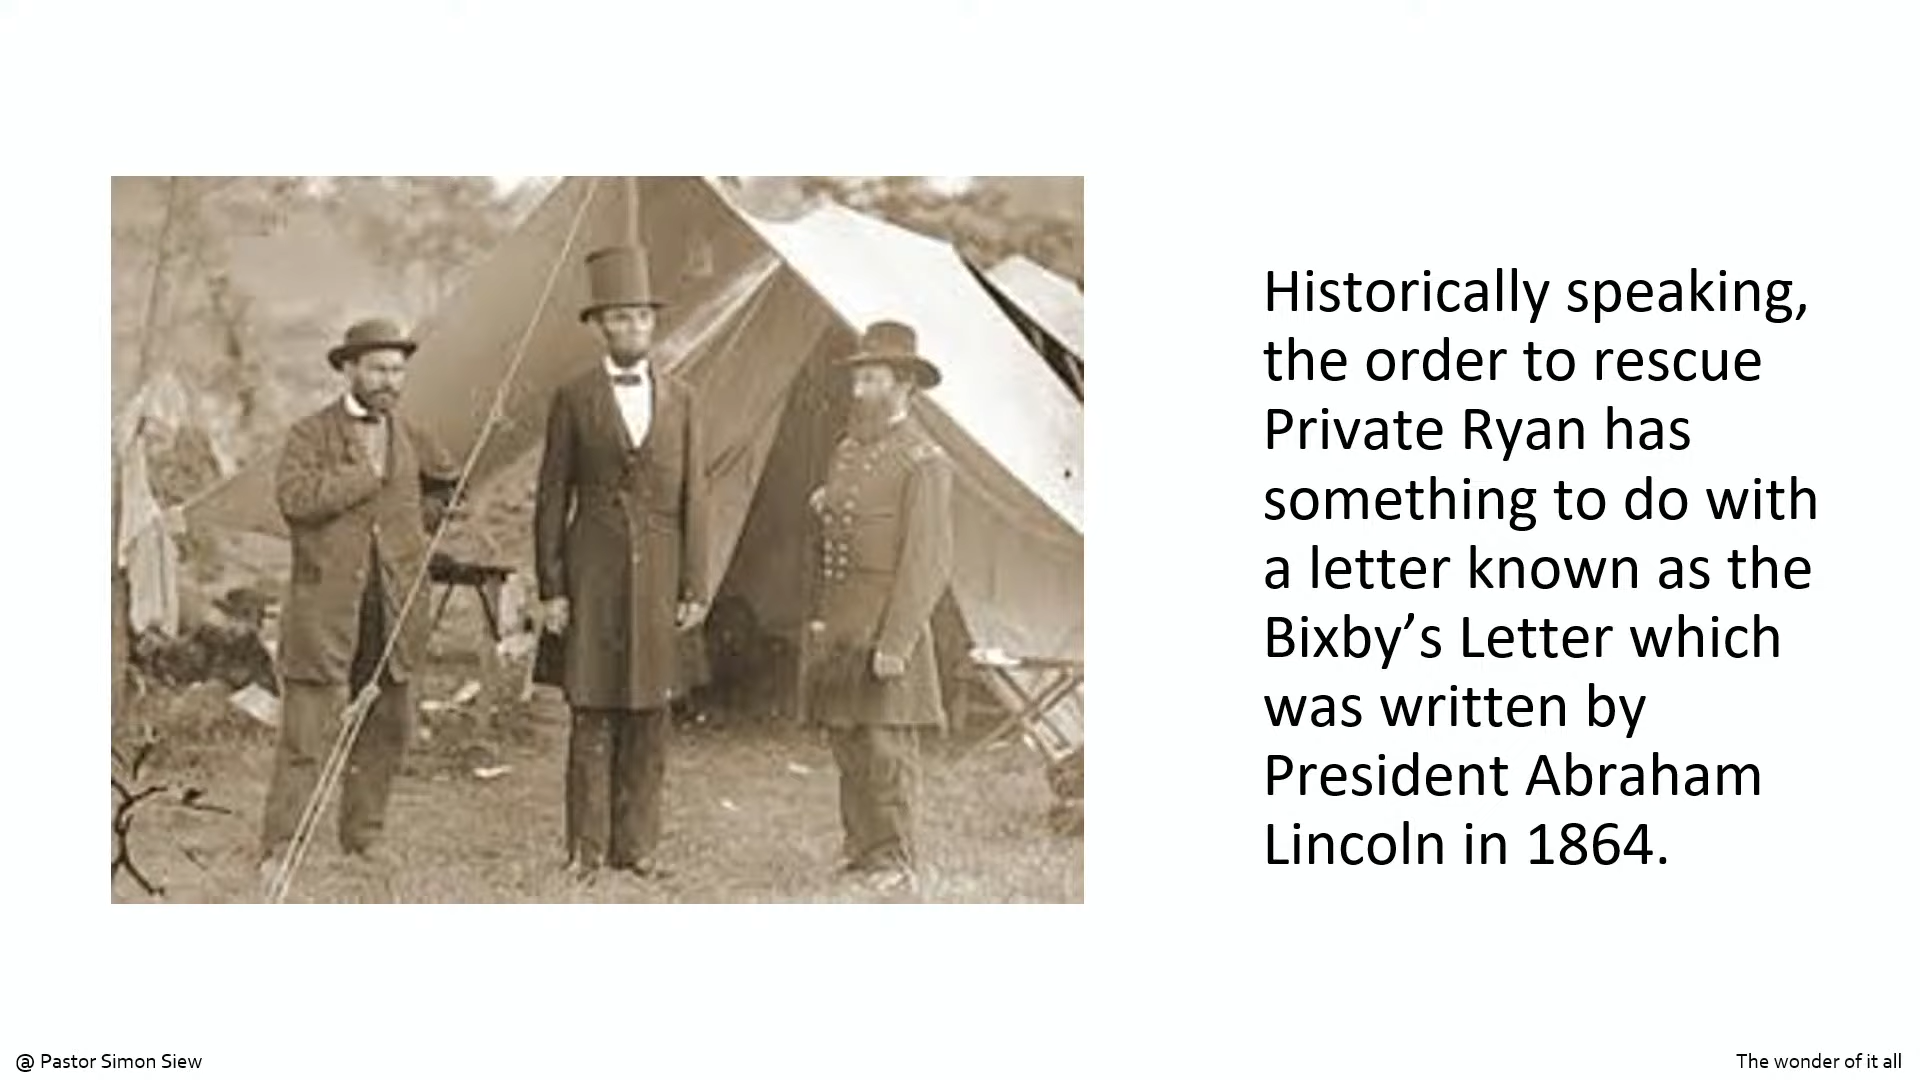 Historically speaking,
the order to rescue
Private Ryan has
something to do with
a letter known as the
Bixby’s Letter which
was written by
President Abraham
Lincoln in 1864.
@ Pastor Simon Siew
The wonder of it all